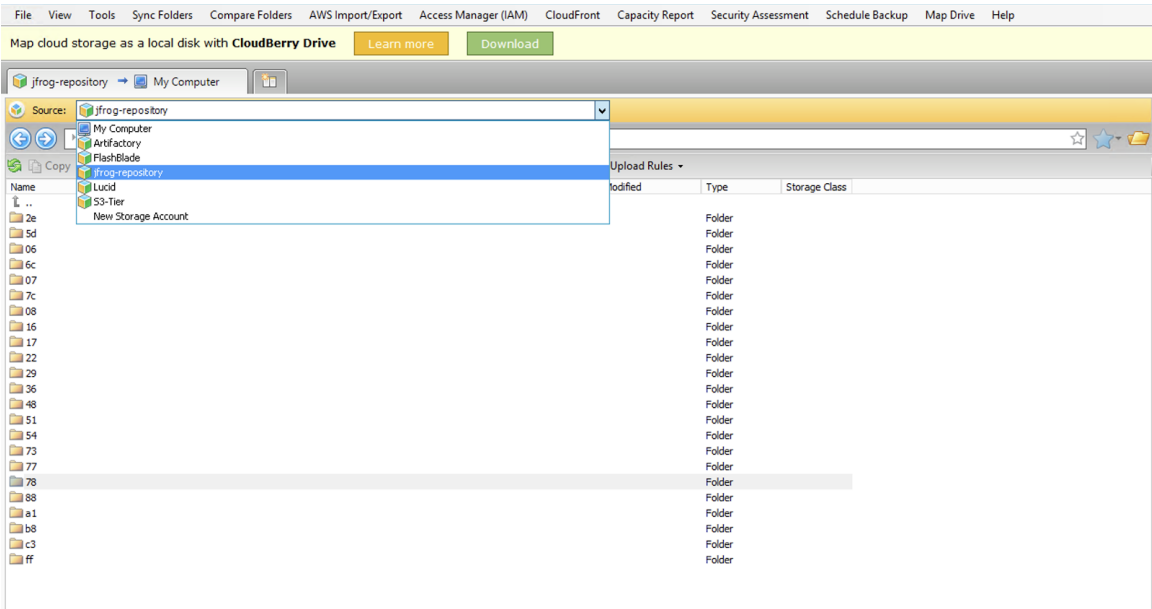 File View Tools Sync Folders Compare Folders AWS Import/Export Access Manager (IAM) CloudFront Capacity Report Security Assessment Schedule Backup Map Drive Help
Map cloud storage as a local disk with CloudBerry Drive Learn more Download
jfrog-repository → My Computer
Source: jfrog-repository
My Computer
Artifactory
FlashBlade
Copy jfrog-repository Upload Rules
Name Lucid Modified Type Storage Class
.. S3-Tier
2e New Storage Account Folder
5d Folder
06 Folder
6c Folder
07 Folder
7c Folder
08 Folder
16 Folder
17 Folder
22 Folder
29 Folder
36 Folder
48 Folder
51 Folder
54 Folder
73 Folder
77 Folder
78 Folder
88 Folder
a1 Folder
b8 Folder
c3 Folder
ff Folder